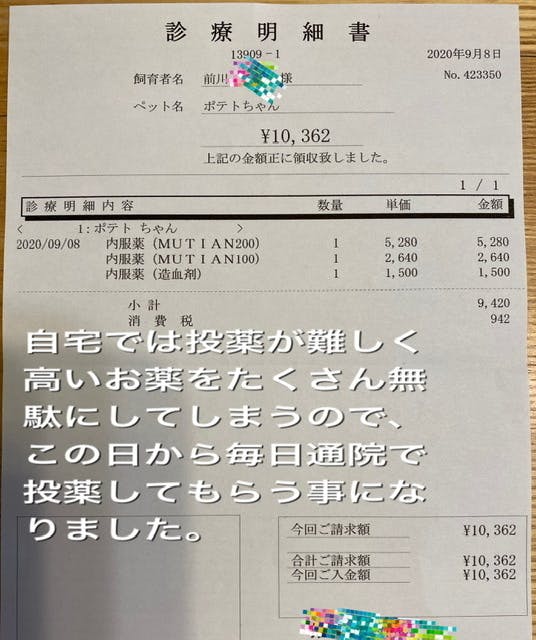 診療明細書
13909-1
2020年9月8日
飼育者名 前川 様
No.423350
ペット名 ポテトちゃん
¥10,362
上記の金額正に領収致しました。
1 / 1
診療明細内容 数量 単価 金額
< 1:ポテト ちゃん >
2020/09/08 内服薬(MUTIAN200) 1 5,280 5,280
内服薬(MUTIAN100) 1 2,640 2,640
内服薬(造血剤) 1 1,500 1,500
小 計 9,420
消 費 税 942
自宅では投薬が難しく
高いお薬をたくさん無
駄にしてしまうので、
この日から毎日通院で
投薬してもらう事にな
りました。
今回ご請求額 ¥10,362
合計ご請求額 ¥10,362
今回ご入金額 ¥10,362